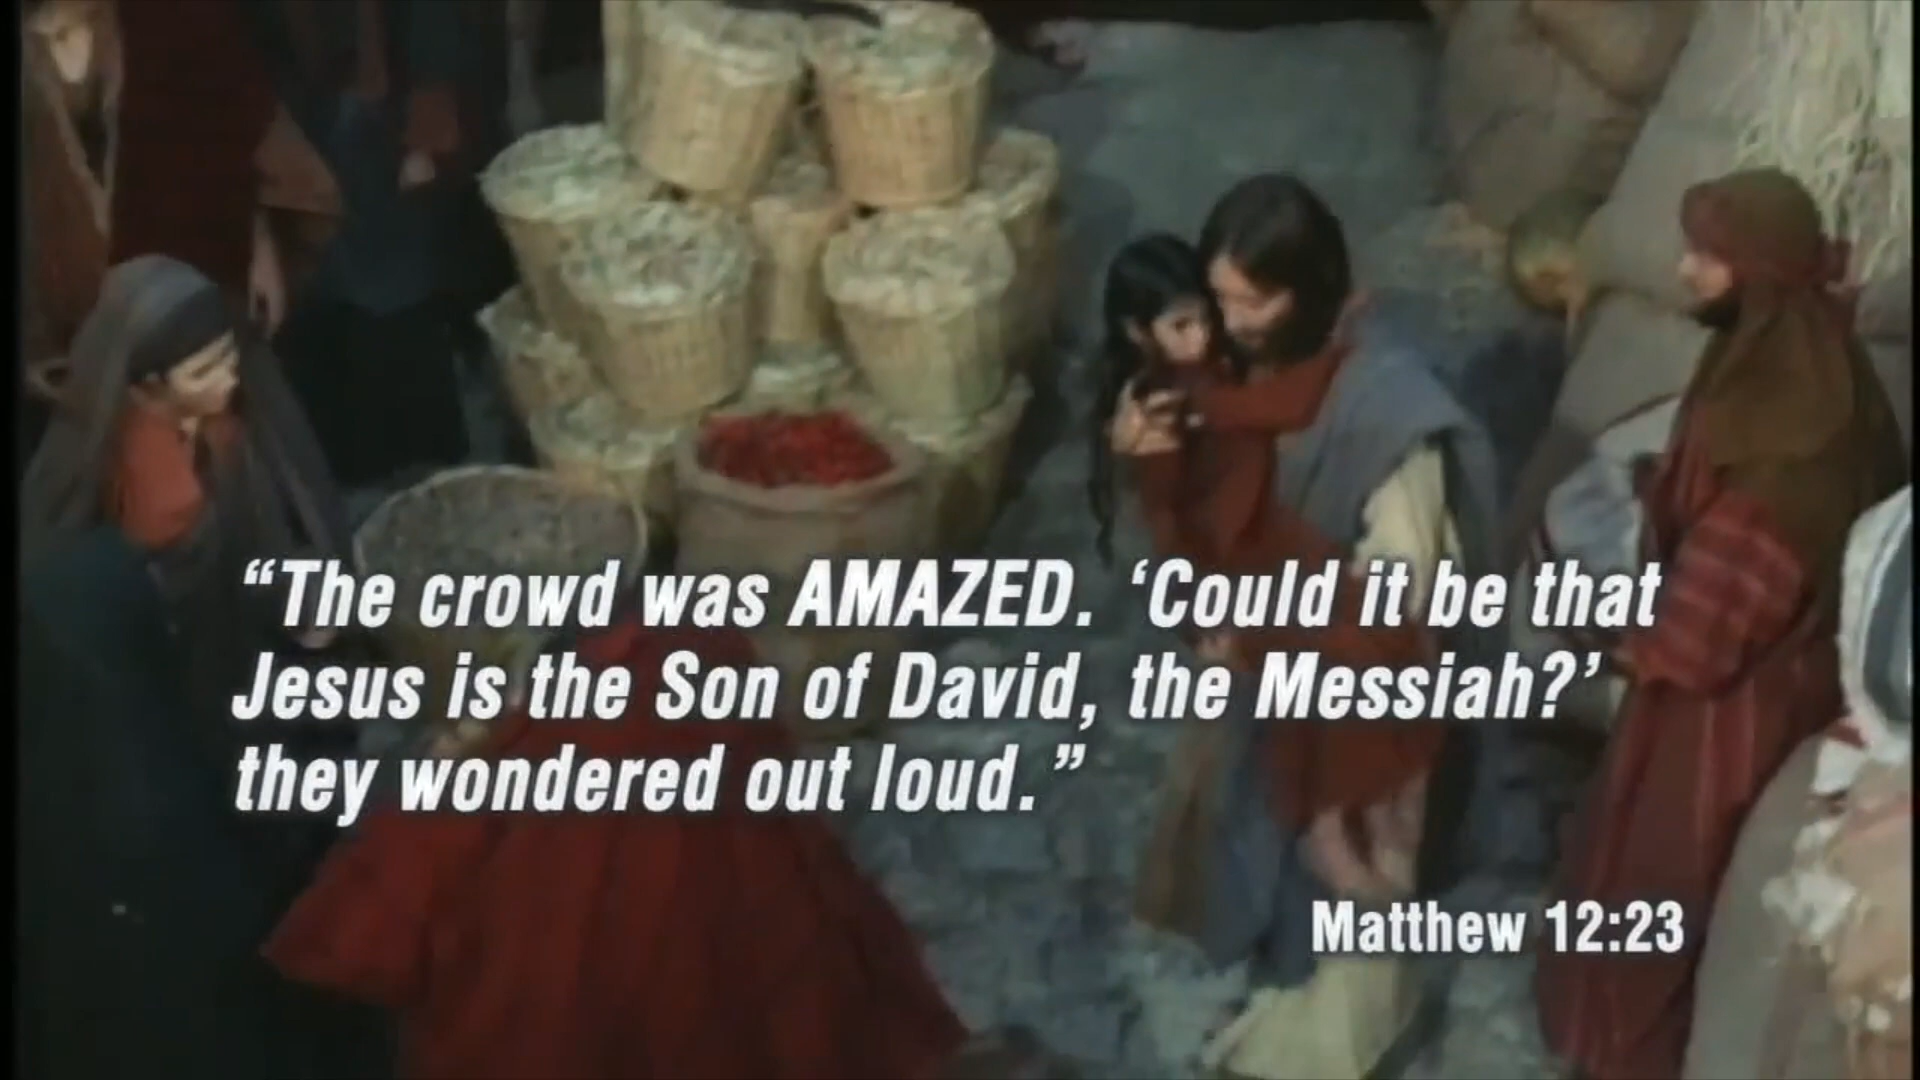 “The crowd was AMAZED. ‘Could it be that
Jesus is the Son of David, the Messiah?’
they wondered out loud.”
Matthew 12:23